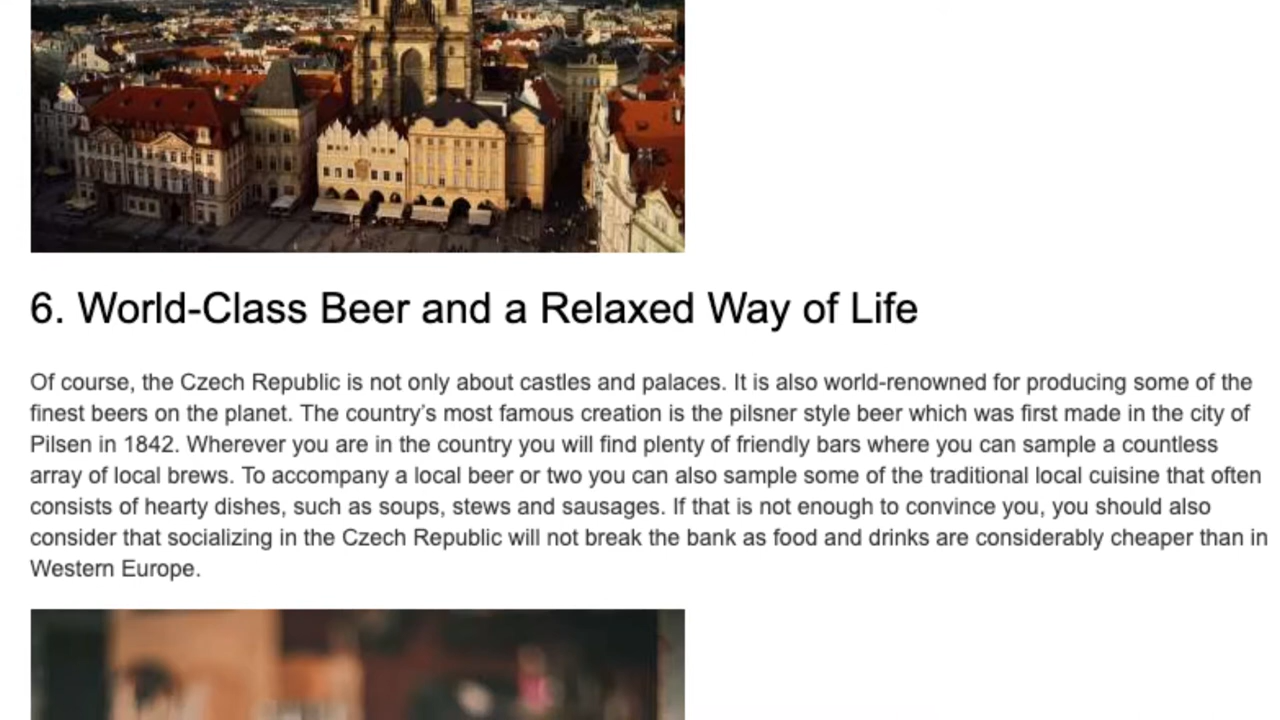 6. World-Class Beer and a Relaxed Way of Life
Of course, the Czech Republic is not only about castles and palaces. It is also world-renowned for producing some of the
finest beers on the planet. The country’s most famous creation is the pilsner style beer which was first made in the city of
Pilsen in 1842. Wherever you are in the country you will find plenty of friendly bars where you can sample a countless
array of local brews. To accompany a local beer or two you can also sample some of the traditional local cuisine that often
consists of hearty dishes, such as soups, stews and sausages. If that is not enough to convince you, you should also
consider that socializing in the Czech Republic will not break the bank as food and drinks are considerably cheaper than in
Western Europe.